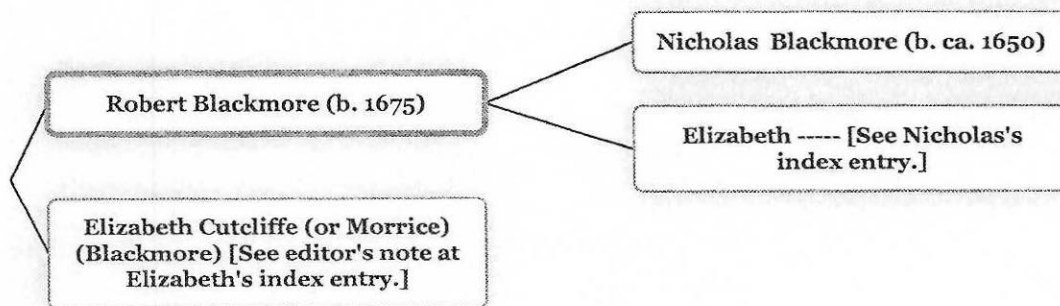 Nicholas Blackmore (b. ca. 1650)
Robert Blackmore (b. 1675)
Elizabeth ----- [See Nicholas's
index entry.]
Elizabeth Cutcliffe (or Morrice)
(Blackmore) [See editor's note at
Elizabeth's index entry.]